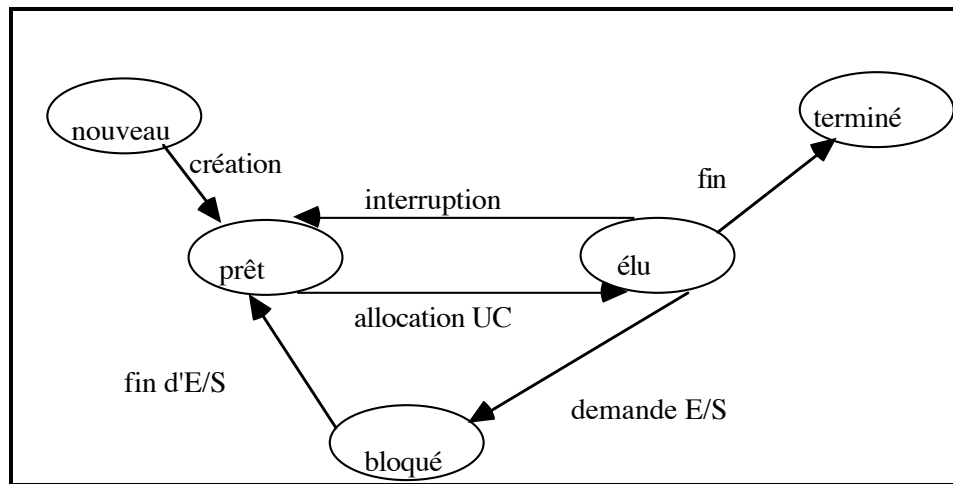 nouveau
terminé
création
fin
interruption
prêt
élu
allocation UC
fin d'E/S
demande E/S
bloqué